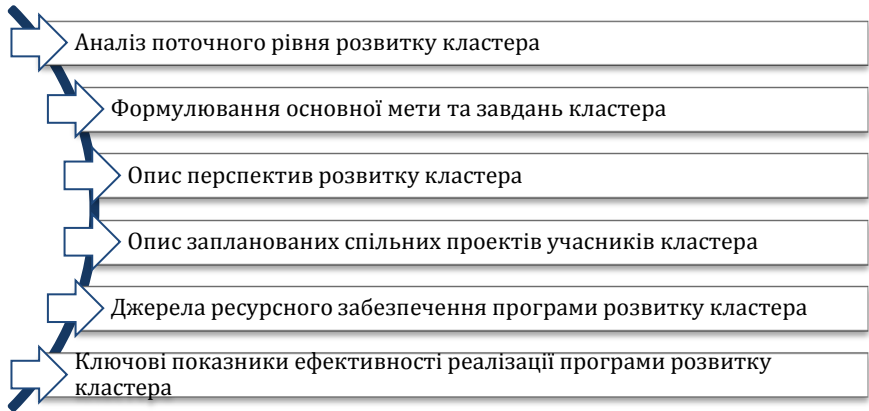 Аналіз поточного рівня розвитку кластера
Формулювання основної мети та завдань кластера
Опис перспектив розвитку кластера
Опис запланованих спільних проектів учасників кластера
Джерела ресурсного забезпечення програми розвитку кластера
Ключові показники ефективності реалізації програми розвитку
кластера